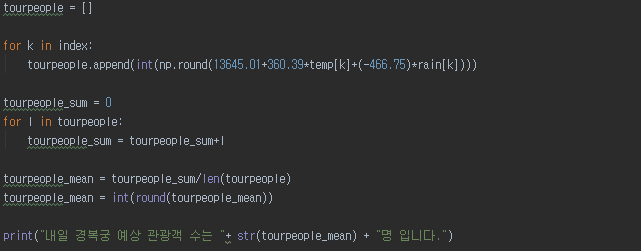 tourpeople = []
for k in index:
tourpeople.append(int(np.round(13645.01+360.39*temp[k]+(-466.75)*rain[k])))
tourpeople_sum = 0
for l in tourpeople:
tourpeople_sum = tourpeople_sum+l
tourpeople_mean = tourpeople_sum/len(tourpeople)
tourpeople_mean = int(round(tourpeople_mean))
print("내일 경복궁 예상 관광객 수는 "+ str(tourpeople_mean) + "명 입니다.")